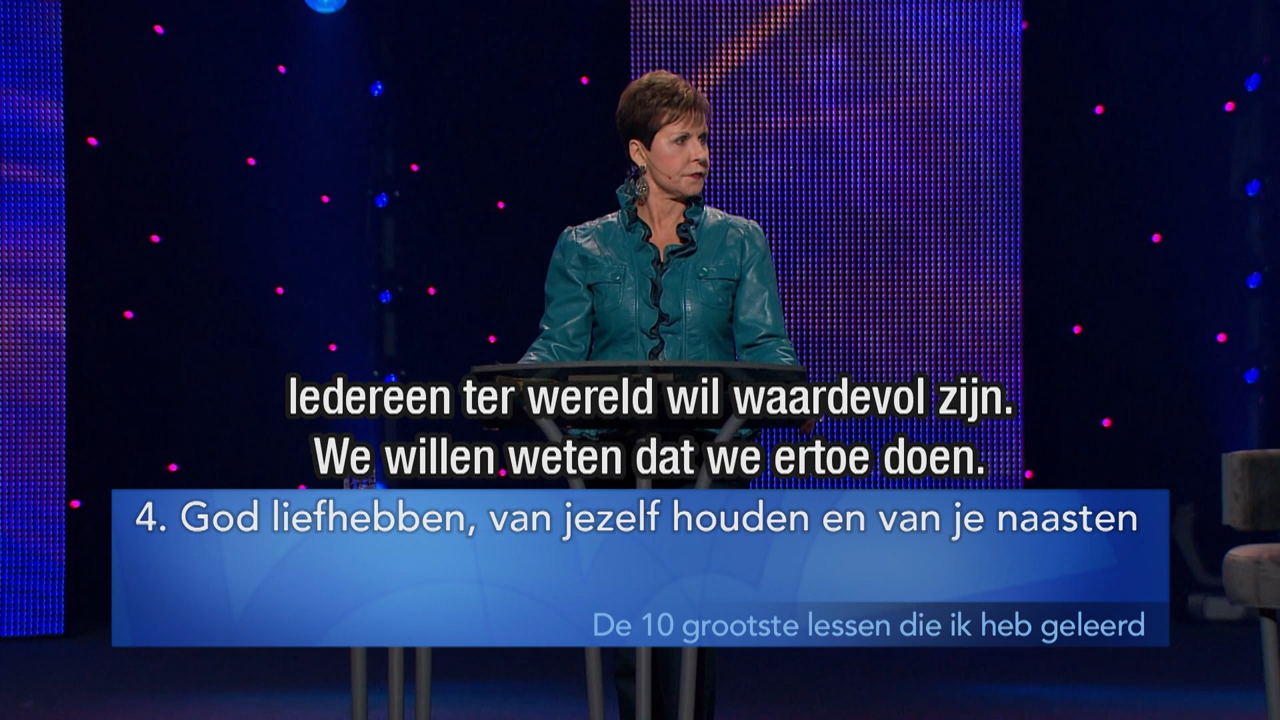 Iedereen ter wereld wil waardevol zijn.
We willen weten dat we ertoe doen.
4. God liefhebben, van jezelf houden en van je naasten
De 10 grootste lessen die ik heb geleerd